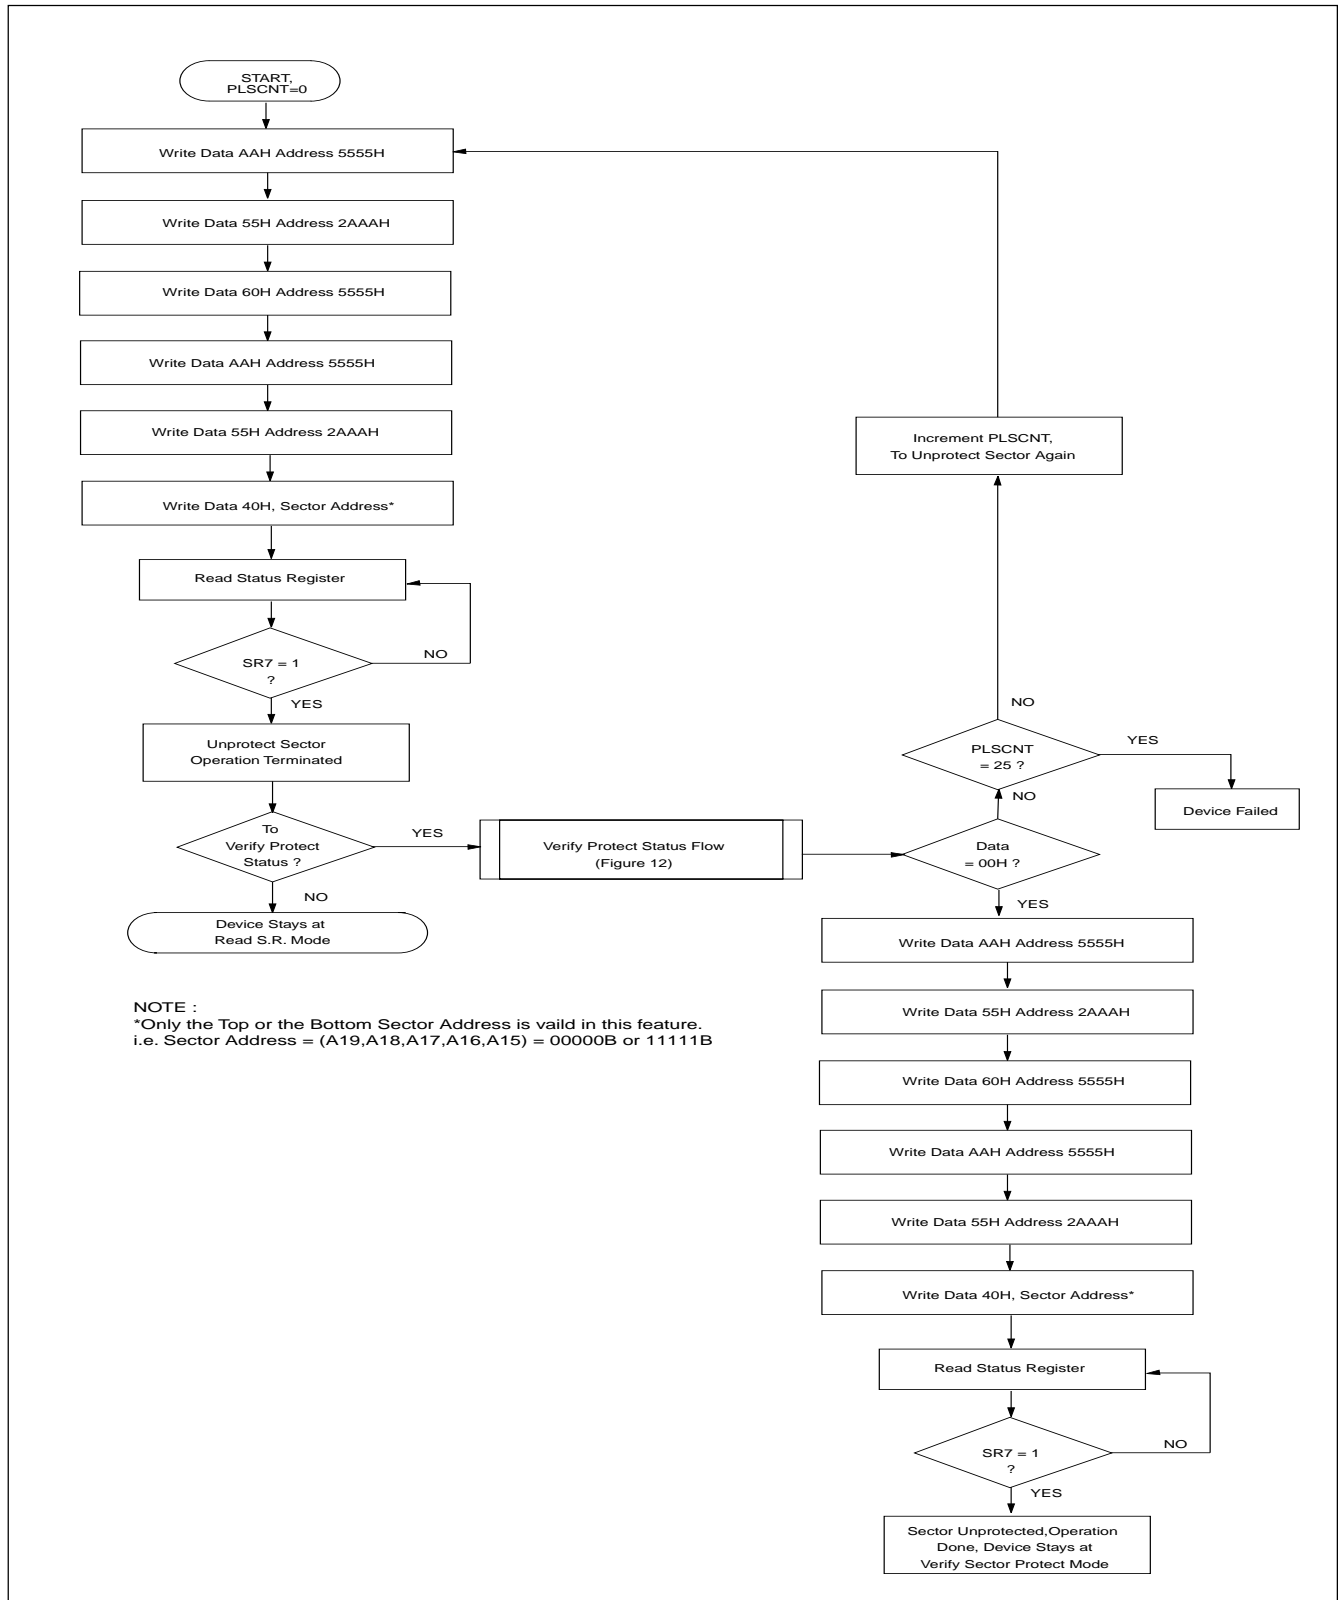 START,
PLSCNT=0
Write Data AAH Address 5555H
Write Data 55H Address 2AAAH
Write Data 60H Address 5555H
Write Data AAH Address 5555H
Write Data 55H Address 2AAAH
Write Data 40H, Sector Address*
Read Status Register
SR7 = 1
?
NO
YES
Unprotect Sector
Operation Terminated
To
Verify Protect
Status ?
YES
NO
Device Stays at
Read S.R. Mode
Verify Protect Status Flow
(Figure 12)
Data
= 00H ?
NO
PLSCNT
= 25 ?
YES
Device Failed
NO
Increment PLSCNT,
To Unprotect Sector Again
YES
Write Data AAH Address 5555H
Write Data 55H Address 2AAAH
Write Data 60H Address 5555H
Write Data AAH Address 5555H
Write Data 55H Address 2AAAH
Write Data 40H, Sector Address*
Read Status Register
SR7 = 1
?
NO
YES
Sector Unprotected,Operation
Done, Device Stays at
Verify Sector Protect Mode
NOTE :
*Only the Top or the Bottom Sector Address is vaild in this feature.
i.e. Sector Address = (A19,A18,A17,A16,A15) = 00000B or 11111B